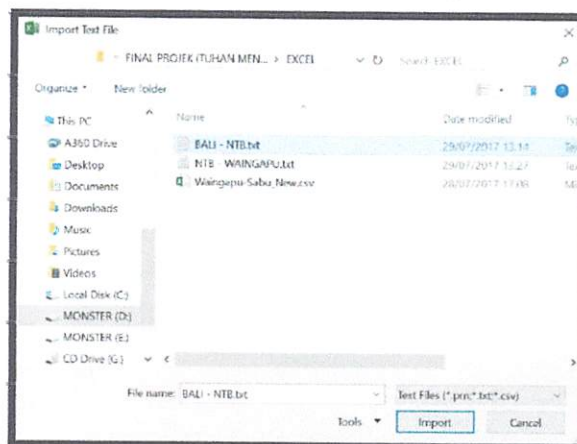 Import Text File
FINAL PROJEK (TUHAN MEN... > EXCEL
Search EXCEL
Organize
New folder
Name
Date modified
This PC
A360 Drive
Desktop
Documents
Downloads
Music
Pictures
Videos
Local Disk (C:)
MONSTER (D:)
MONSTER (E:)
CD Drive (G:)
BALI - NTB.txt
29/07/2017 13.14
NTB - WAINGAPU.txt
29/07/2017 13.27
Waingapu-Sabu_New.csv
28/07/2017 17.08
File name:
BALI - NTB.txt
Text Files (*.prn;*.txt;*.csv)
Tools
Import
Cancel